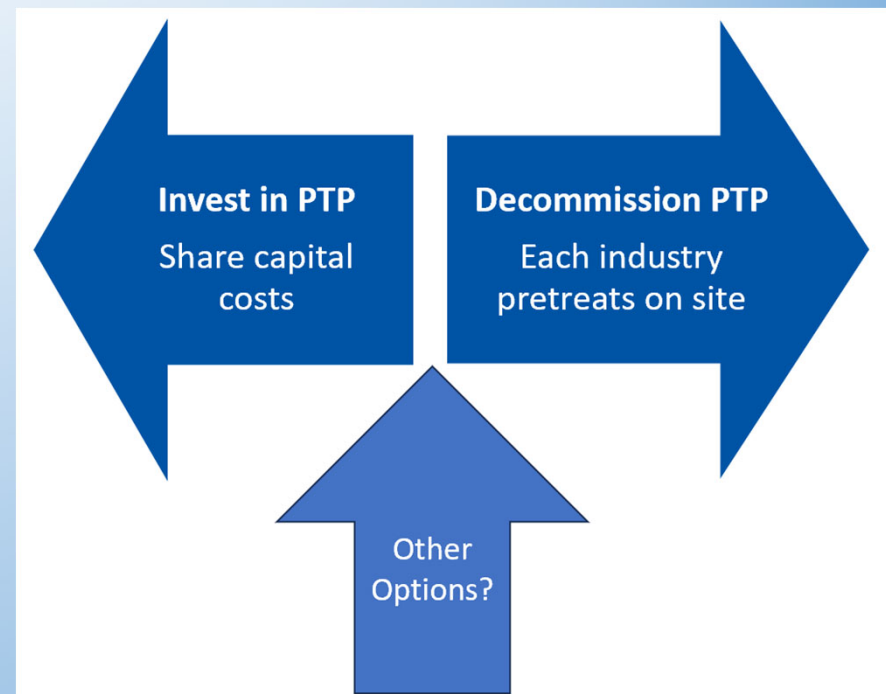 Invest in PTP
Share capital
costs
Decommission PTP
Each industry
pretreats on site
Other
Options?